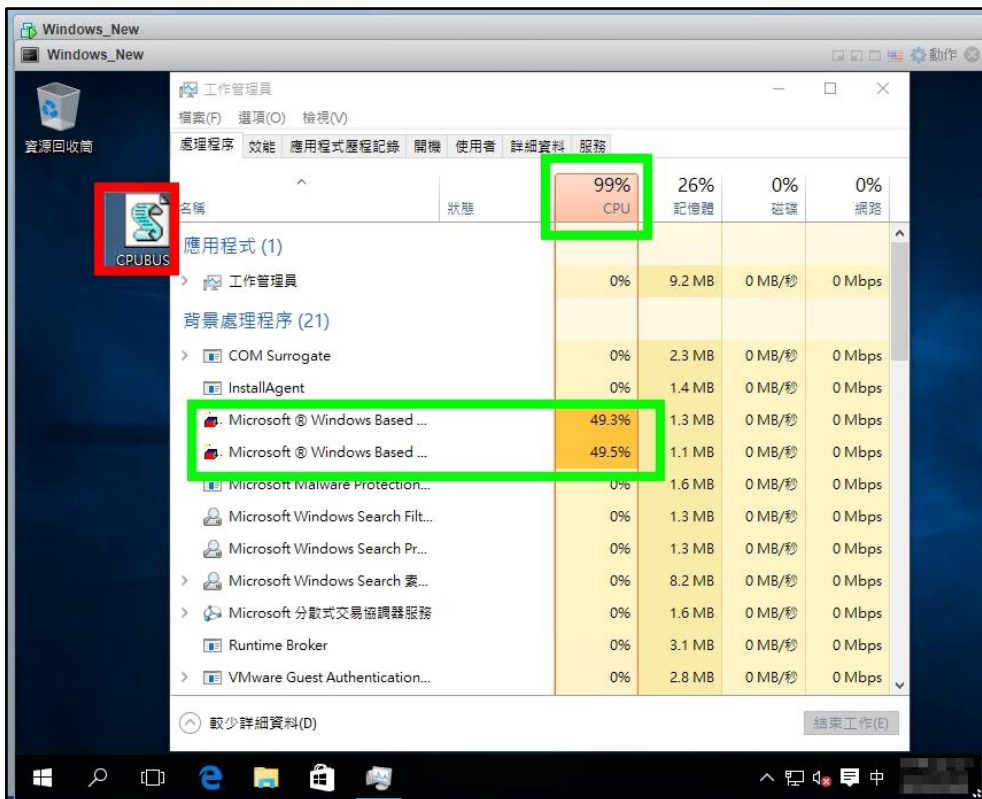 Windows_New
Windows_New 動作
資源回收筒
CPUBUS
工作管理員
檔案(F) 選項(O) 檢視(V)
處理程序 效能 應用程式歷程記錄 開機 使用者 詳細資料 服務
99% 26% 0% 0%
名稱 狀態 CPU 記憶體 磁碟 網路
應用程式 (1)
工作管理員 0% 9.2 MB 0 MB/秒 0 Mbps
背景處理程序 (21)
COM Surrogate 0% 2.3 MB 0 MB/秒 0 Mbps
InstallAgent 0% 1.4 MB 0 MB/秒 0 Mbps
Microsoft ® Windows Based ... 49.3% 1.3 MB 0 MB/秒 0 Mbps
Microsoft ® Windows Based ... 49.5% 1.1 MB 0 MB/秒 0 Mbps
Microsoft Malware Protection... 0% 1.6 MB 0 MB/秒 0 Mbps
Microsoft Windows Search Filt... 0% 1.3 MB 0 MB/秒 0 Mbps
Microsoft Windows Search Pr... 0% 1.3 MB 0 MB/秒 0 Mbps
Microsoft Windows Search 索... 0% 8.2 MB 0 MB/秒 0 Mbps
Microsoft 分散式交易協調器服務 0% 1.6 MB 0 MB/秒 0 Mbps
Runtime Broker 0% 3.1 MB 0 MB/秒 0 Mbps
VMware Guest Authentication... 0% 2.8 MB 0 MB/秒 0 Mbps
較少詳細資料(D) 結束工作(E)
中